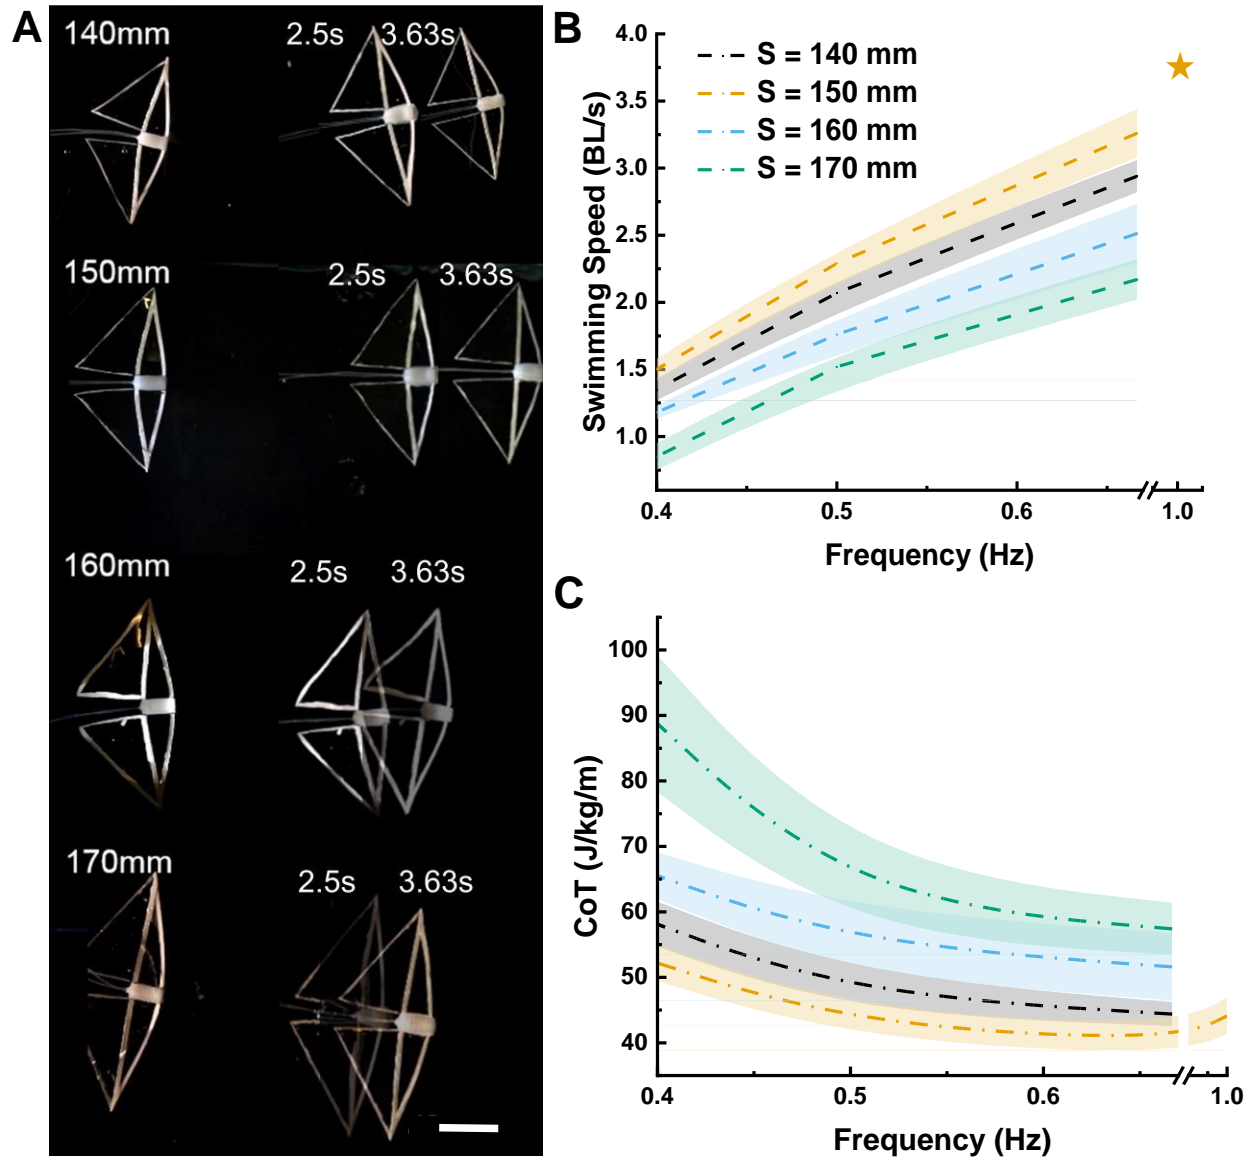 A
140mm
2.5s
3.63s
150mm
2.5s
3.63s
160mm
2.5s
3.63s
170mm
2.5s
3.63s
B
4.0
3.5
3.0
2.5
2.0
1.5
1.0
Swimming Speed (BL/s)
S = 140 mm
S = 150 mm
S = 160 mm
S = 170 mm
0.4
0.5
0.6
1.0
Frequency (Hz)
C
100
90
80
70
60
50
40
CoT (J/kg/m)
0.4
0.5
0.6
1.0
Frequency (Hz)